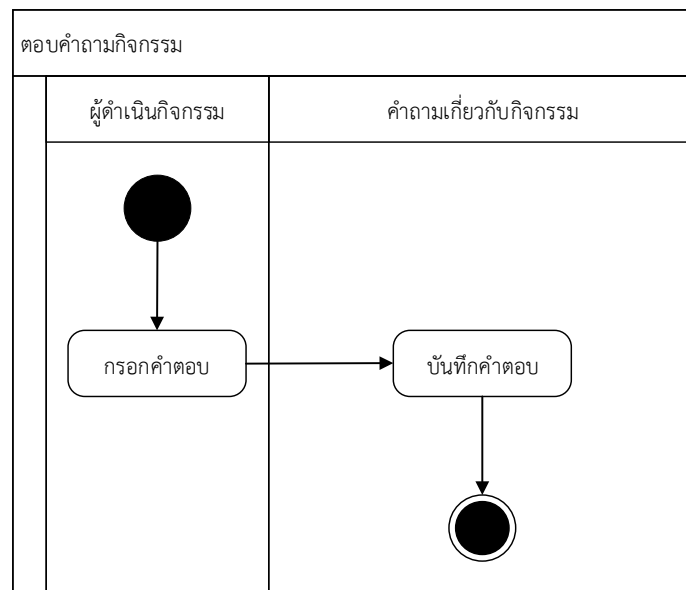 ตอบคำถามกิจกรรม
ผู้ดำเนินกิจกรรม
คำถามเกี่ยวกับกิจกรรม
กรอกคำตอบ
บันทึกคำตอบ